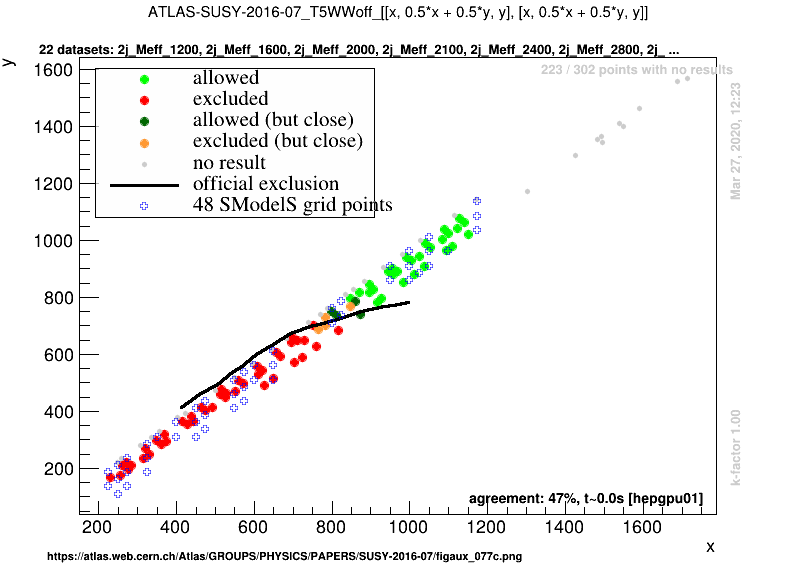 ATLAS-SUSY-2016-07_T5WWoff_[[x, 0.5*x + 0.5*y, y], [x, 0.5*x + 0.5*y, y]]
22 datasets: 2j_Meff_1200, 2j_Meff_1600, 2j_Meff_2000, 2j_Meff_2100, 2j_Meff_2400, 2j_Meff_2800, 2j_ ...
y
223 / 302 points with no results
allowed
excluded
allowed (but close)
excluded (but close)
no result
official exclusion
48 SModelS grid points
Mar 27, 2020, 12:23
k-factor 1.00
1600
1400
1200
1000
800
600
400
200
agreement: 47%, t~0.0s [hepgpu01]
200 400 600 800 1000 1200 1400 1600
x
https://atlas.web.cern.ch/Atlas/GROUPS/PHYSICS/PAPERS/SUSY-2016-07/figaux_077c.png